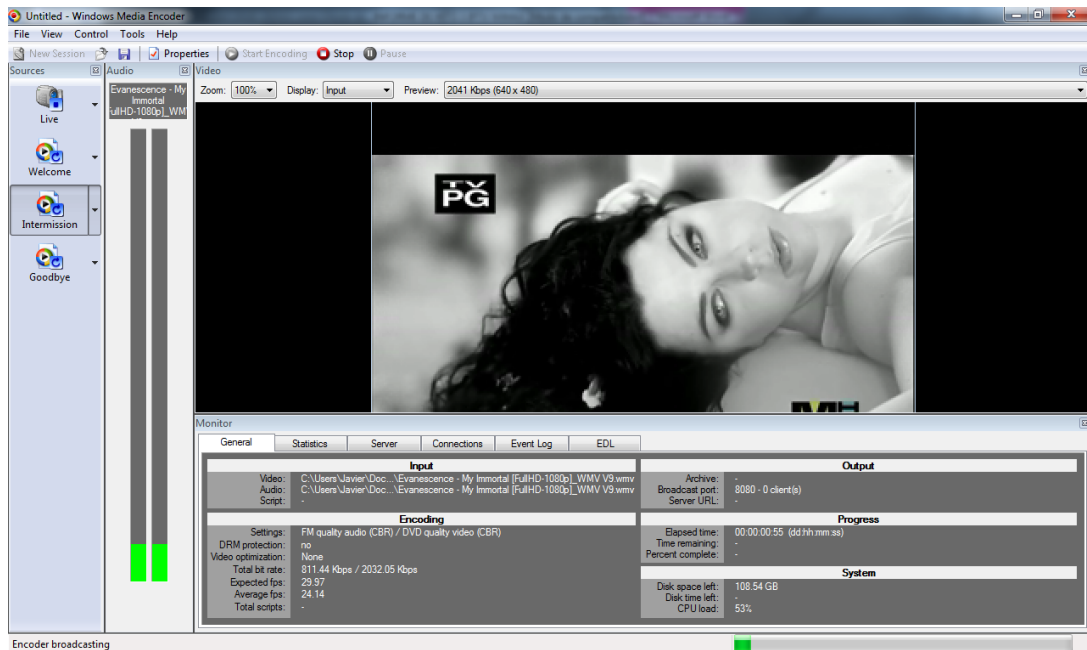 Untitled - Windows Media Encoder
File View Control Tools Help
New Session Properties Start Encoding Stop Pause
Sources Audio Video
Live
Welcome
Intermission
Goodbye
Evanescence - My
Immortal
FullHD-1080p]_WM
Zoom: 100% Display: Input Preview: 2041 Kbps (640 x 480)
TV
PG
Monitor
General Statistics Server Connections Event Log EDL
Input
Video: C:\Users\Javier\Doc...\Evanescence - My Immortal [FullHD-1080p]_WMV V9.wmv
Audio: C:\Users\Javier\Doc...\Evanescence - My Immortal [FullHD-1080p]_WMV V9.wmv
Script: -
Encoding
Settings: FM quality audio (CBR) / DVD quality video (CBR)
DRM protection: no
Video optimization: None
Total bit rate: 811.44 Kbps / 2032.05 Kbps
Expected fps: 29.97
Average fps: 24.14
Total scripts: -
Output
Archive: -
Broadcast port: 8080 - 0 client(s)
Server URL: -
Progress
Elapsed time: 00:00:00:55 (dd:hh:mm:ss)
Time remaining: -
Percent complete: -
System
Disk space left: 108.54 GB
Disk time left: -
CPU load: 53%
Encoder broadcasting